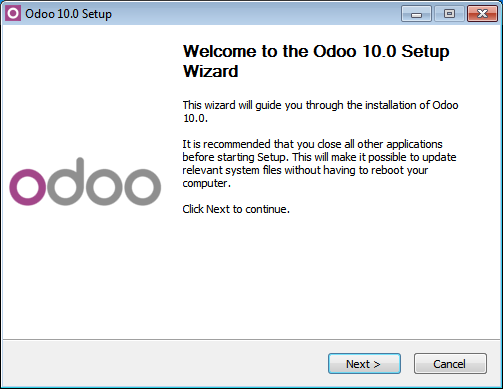 Odoo 10.0 Setup
Welcome to the Odoo 10.0 Setup
Wizard
This wizard will guide you through the installation of Odoo
10.0.
It is recommended that you close all other applications
before starting Setup. This will make it possible to update
relevant system files without having to reboot your
computer.
odoo
Click Next to continue.
Next >
Cancel